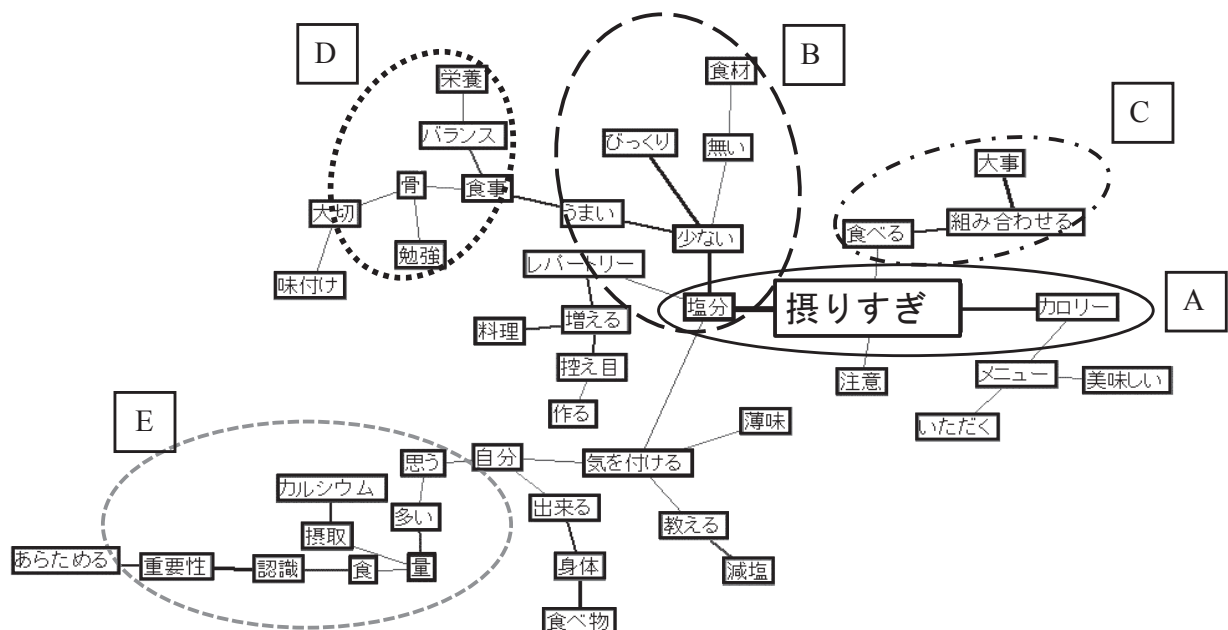 D
B
栄養
食材
C
バランス
びっくり
無い
大事
骨
食事
大切
うまい
組み合わせる
食べる
少ない
勉強
レパートリー
味付け
A
塩分
摂りすぎ
カロリー
増える
料理
控え目
注意
メニュー
美味しい
作る
いただく
薄味
E
思う
自分
気を付ける
カルシウム
出来る
多い
教える
摂取
あらためる
重要性
認識
食
量
身体
減塩
食べ物